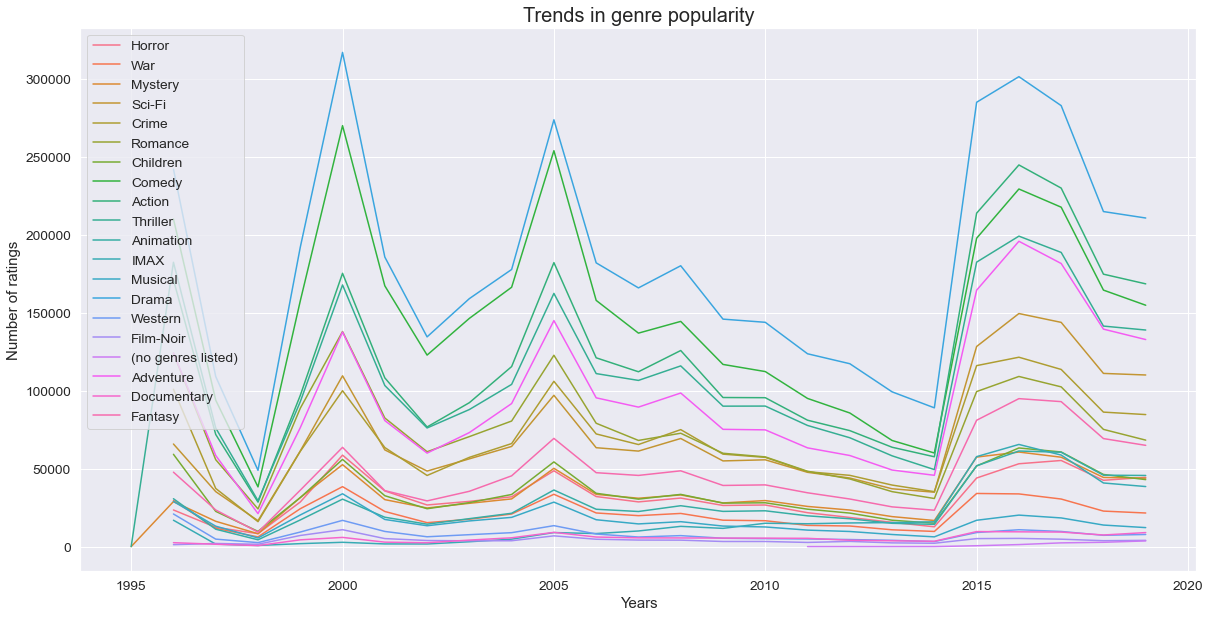 Trends in genre popularity
Number of ratings
300000
250000
200000
150000
100000
50000
0
Horror
War
Mystery
Sci-Fi
Crime
Romance
Children
Comedy
Action
Thriller
Animation
IMAX
Musical
Drama
Western
Film-Noir
(no genres listed)
Adventure
Documentary
Fantasy
1995
2000
2005
2010
2015
2020
Years